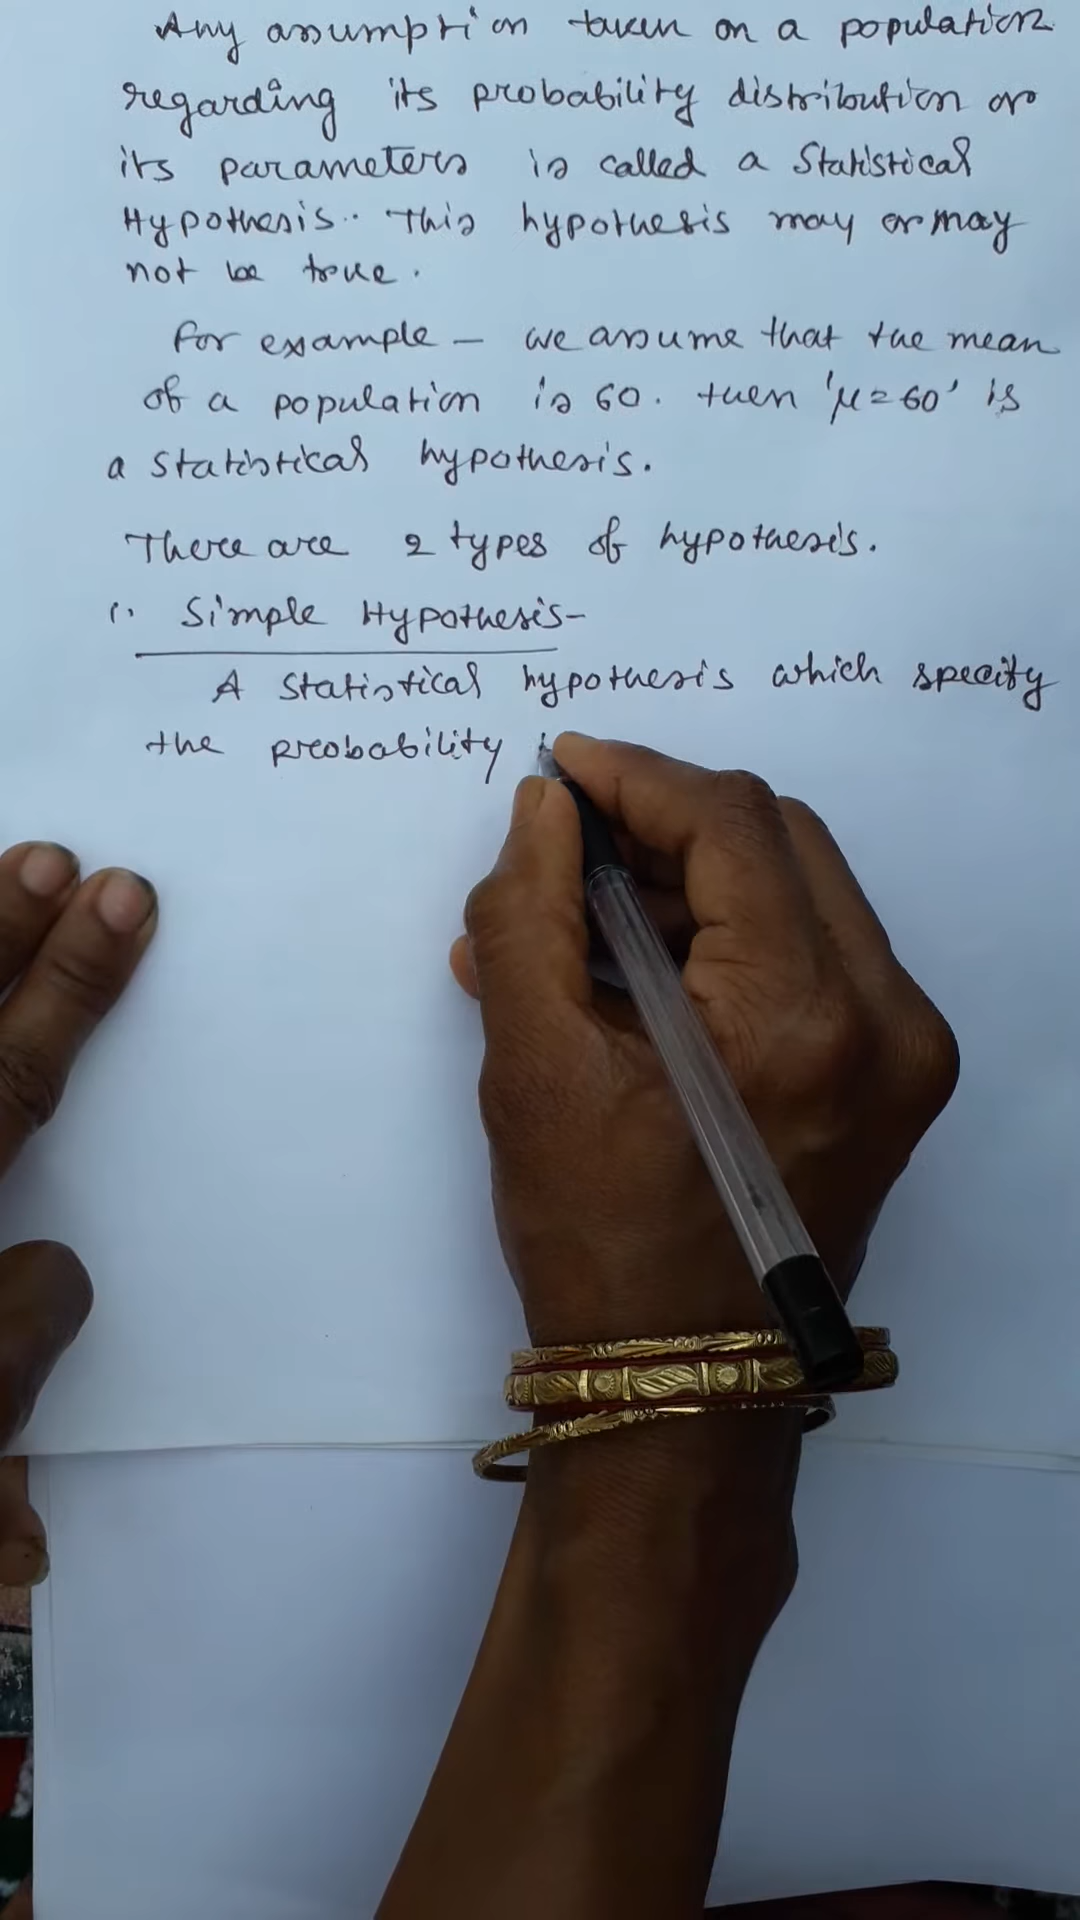 Any assumption taken on a population
regarding its probability distribution or
its parameters is called a Statistical
Hypothesis.. This hypothesis may or may
not be true.
For example - we assume that the mean
of a population is 60. then 'μ=60' is
a statistical hypothesis.
There are 2 types of hypothesis.
1. Simple Hypothesis-
A statistical hypothesis which specify
the probability